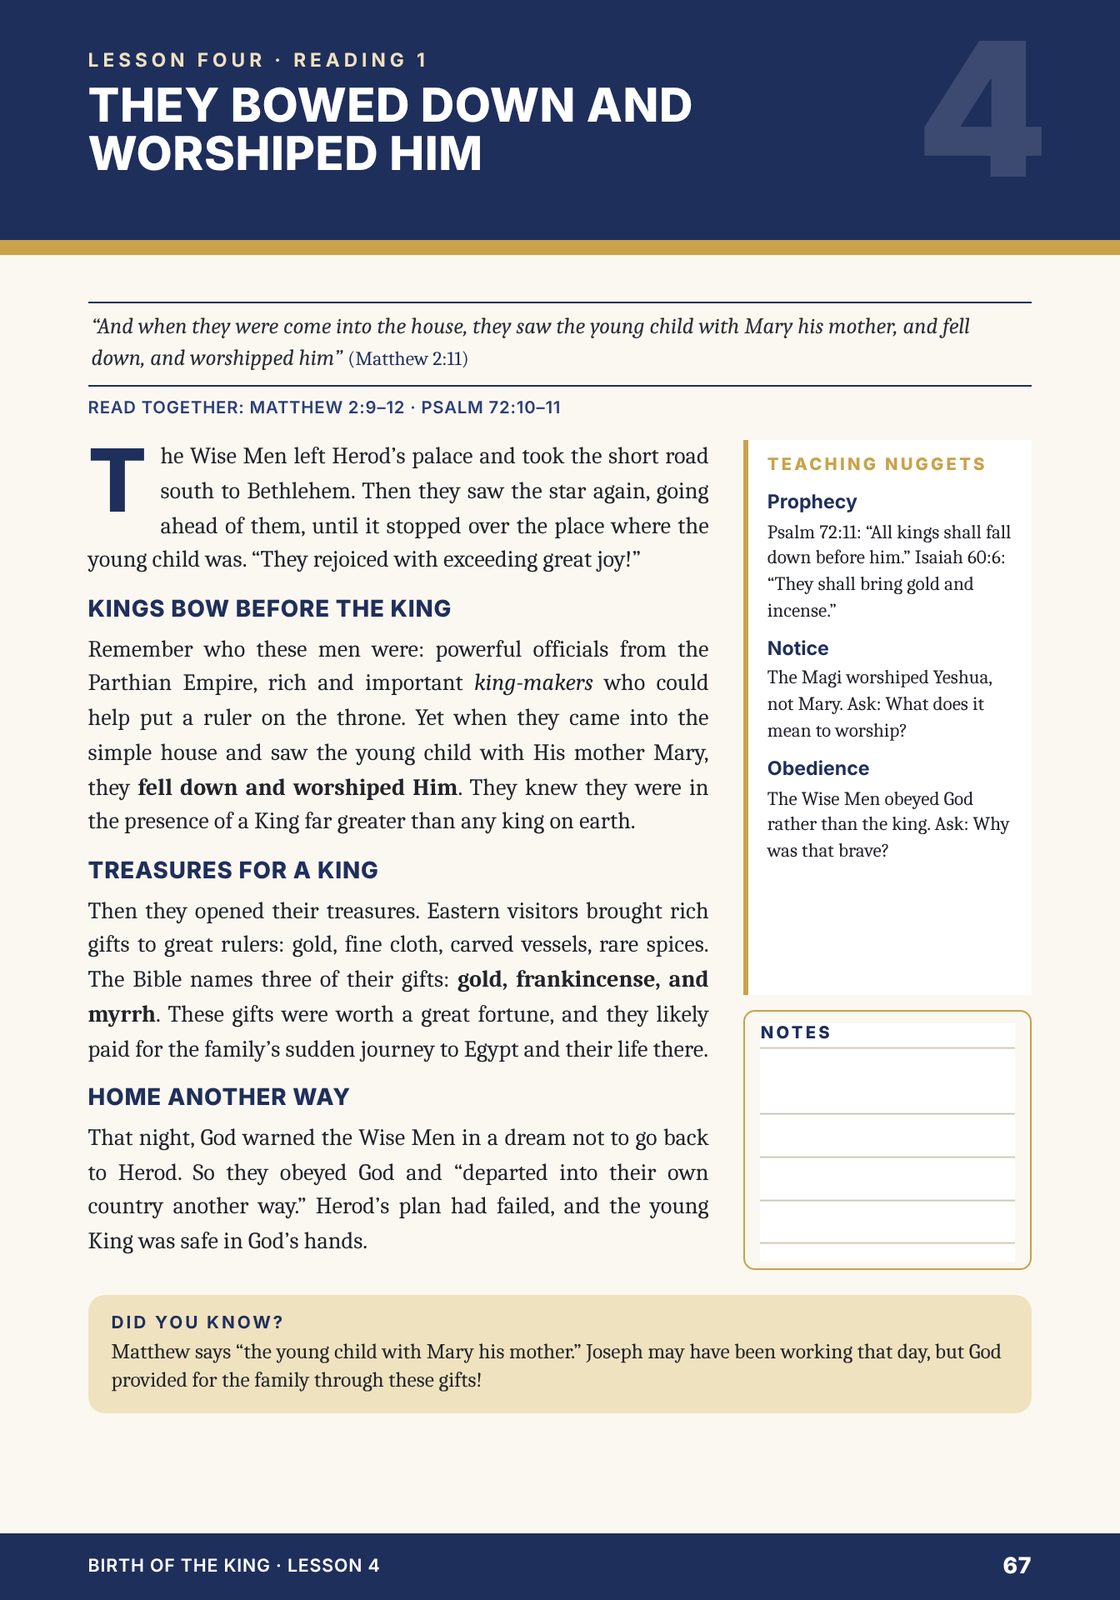 LESSON FOUR · READING 1
THEY BOWED DOWN AND
WORSHIPED HIM
4
“And when they were come into the house, they saw the young child with Mary his mother, and fell
down, and worshipped him” (Matthew 2:11)
READ TOGETHER: MATTHEW 2:9–12 · PSALM 72:10–11
The Wise Men left Herod’s palace and took the short road
south to Bethlehem. Then they saw the star again, going
ahead of them, until it stopped over the place where the
young child was. “They rejoiced with exceeding great joy!”
KINGS BOW BEFORE THE KING
Remember who these men were: powerful officials from the
Parthian Empire, rich and important king-makers who could
help put a ruler on the throne. Yet when they came into the
simple house and saw the young child with His mother Mary,
they fell down and worshiped Him. They knew they were in
the presence of a King far greater than any king on earth.
TREASURES FOR A KING
Then they opened their treasures. Eastern visitors brought rich
gifts to great rulers: gold, fine cloth, carved vessels, rare spices.
The Bible names three of their gifts: gold, frankincense, and
myrrh. These gifts were worth a great fortune, and they likely
paid for the family’s sudden journey to Egypt and their life there.
HOME ANOTHER WAY
That night, God warned the Wise Men in a dream not to go back
to Herod. So they obeyed God and “departed into their own
country another way.” Herod’s plan had failed, and the young
King was safe in God’s hands.
TEACHING NUGGETS
Prophecy
Psalm 72:11: “All kings shall fall
down before him.” Isaiah 60:6:
“They shall bring gold and
incense.”
Notice
The Magi worshiped Yeshua,
not Mary. Ask: What does it
mean to worship?
Obedience
The Wise Men obeyed God
rather than the king. Ask: Why
was that brave?
NOTES
DID YOU KNOW?
Matthew says “the young child with Mary his mother.” Joseph may have been working that day, but God
provided for the family through these gifts!
BIRTH OF THE KING · LESSON 4
67